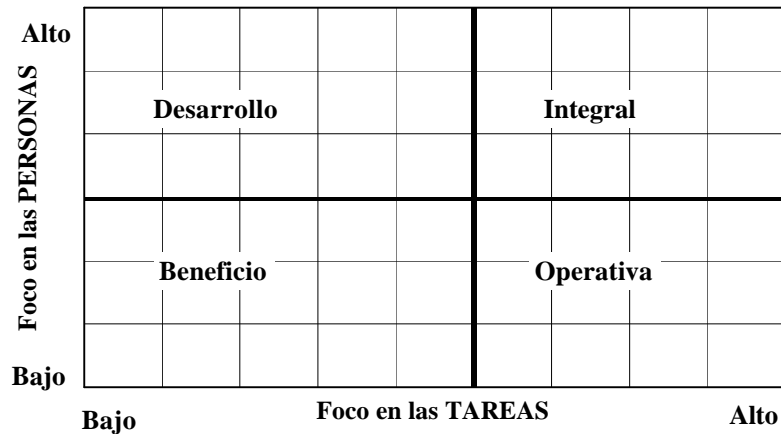 Alto
Foco en las PERSONAS
Desarrollo
Integral
Beneficio
Operativa
Bajo
Bajo
Foco en las TAREAS
Alto